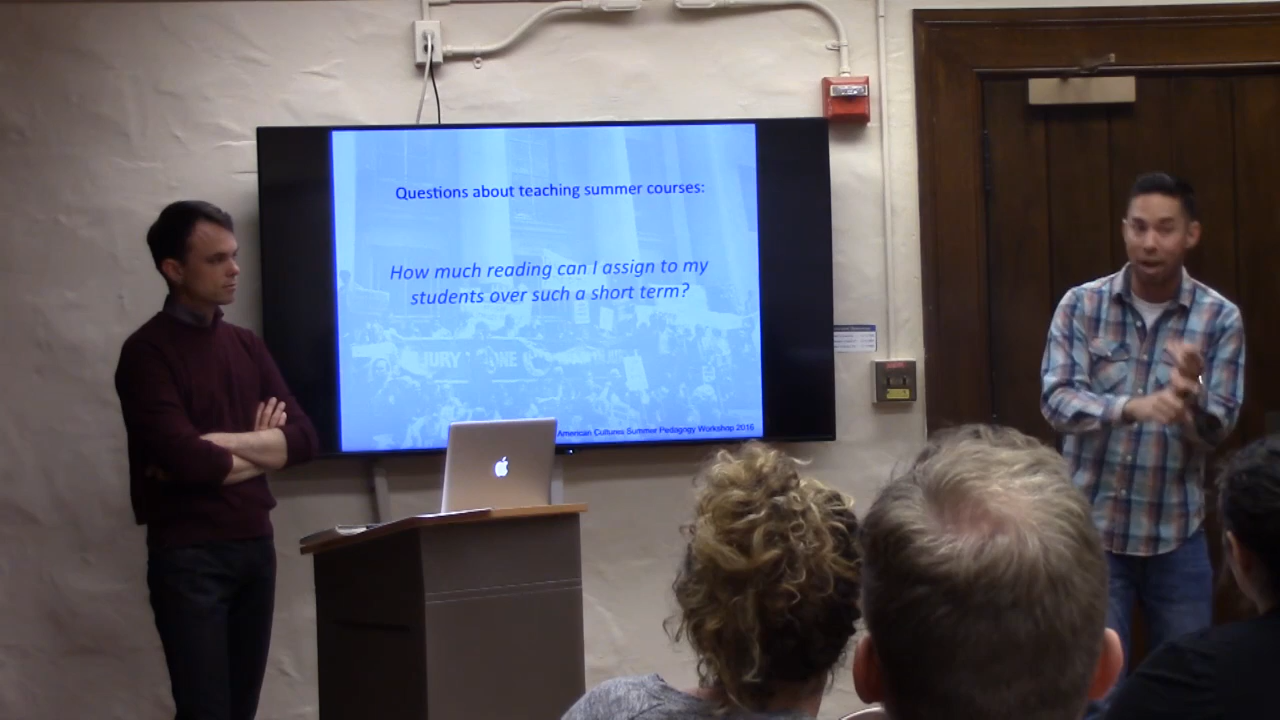 Questions about teaching summer courses:
How much reading can I assign to my
students over such a short term?
American Cultures Summer Pedagogy Workshop 2016